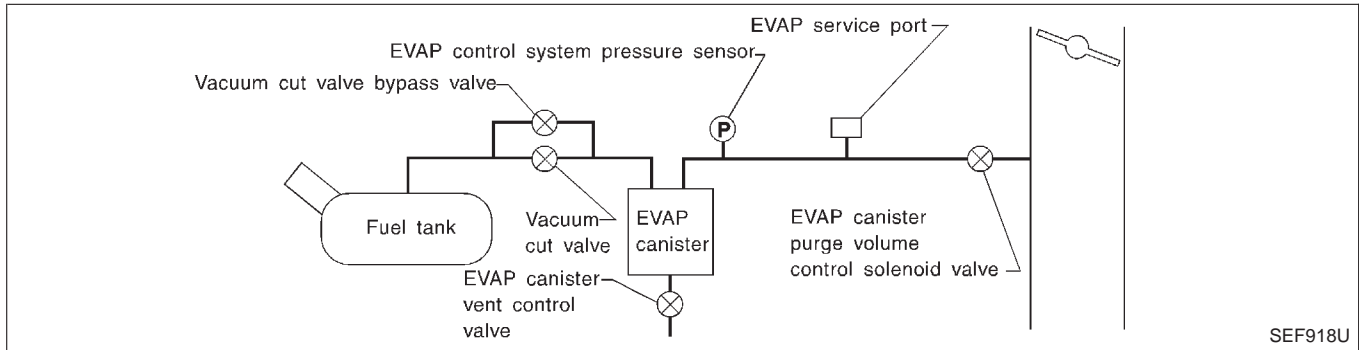 EVAP service port
EVAP control system pressure sensor
Vacuum cut valve bypass valve
P
Fuel tank
Vacuum
cut valve
EVAP
canister
EVAP canister
purge volume
control solenoid valve
EVAP canister
vent control
valve
SEF918U